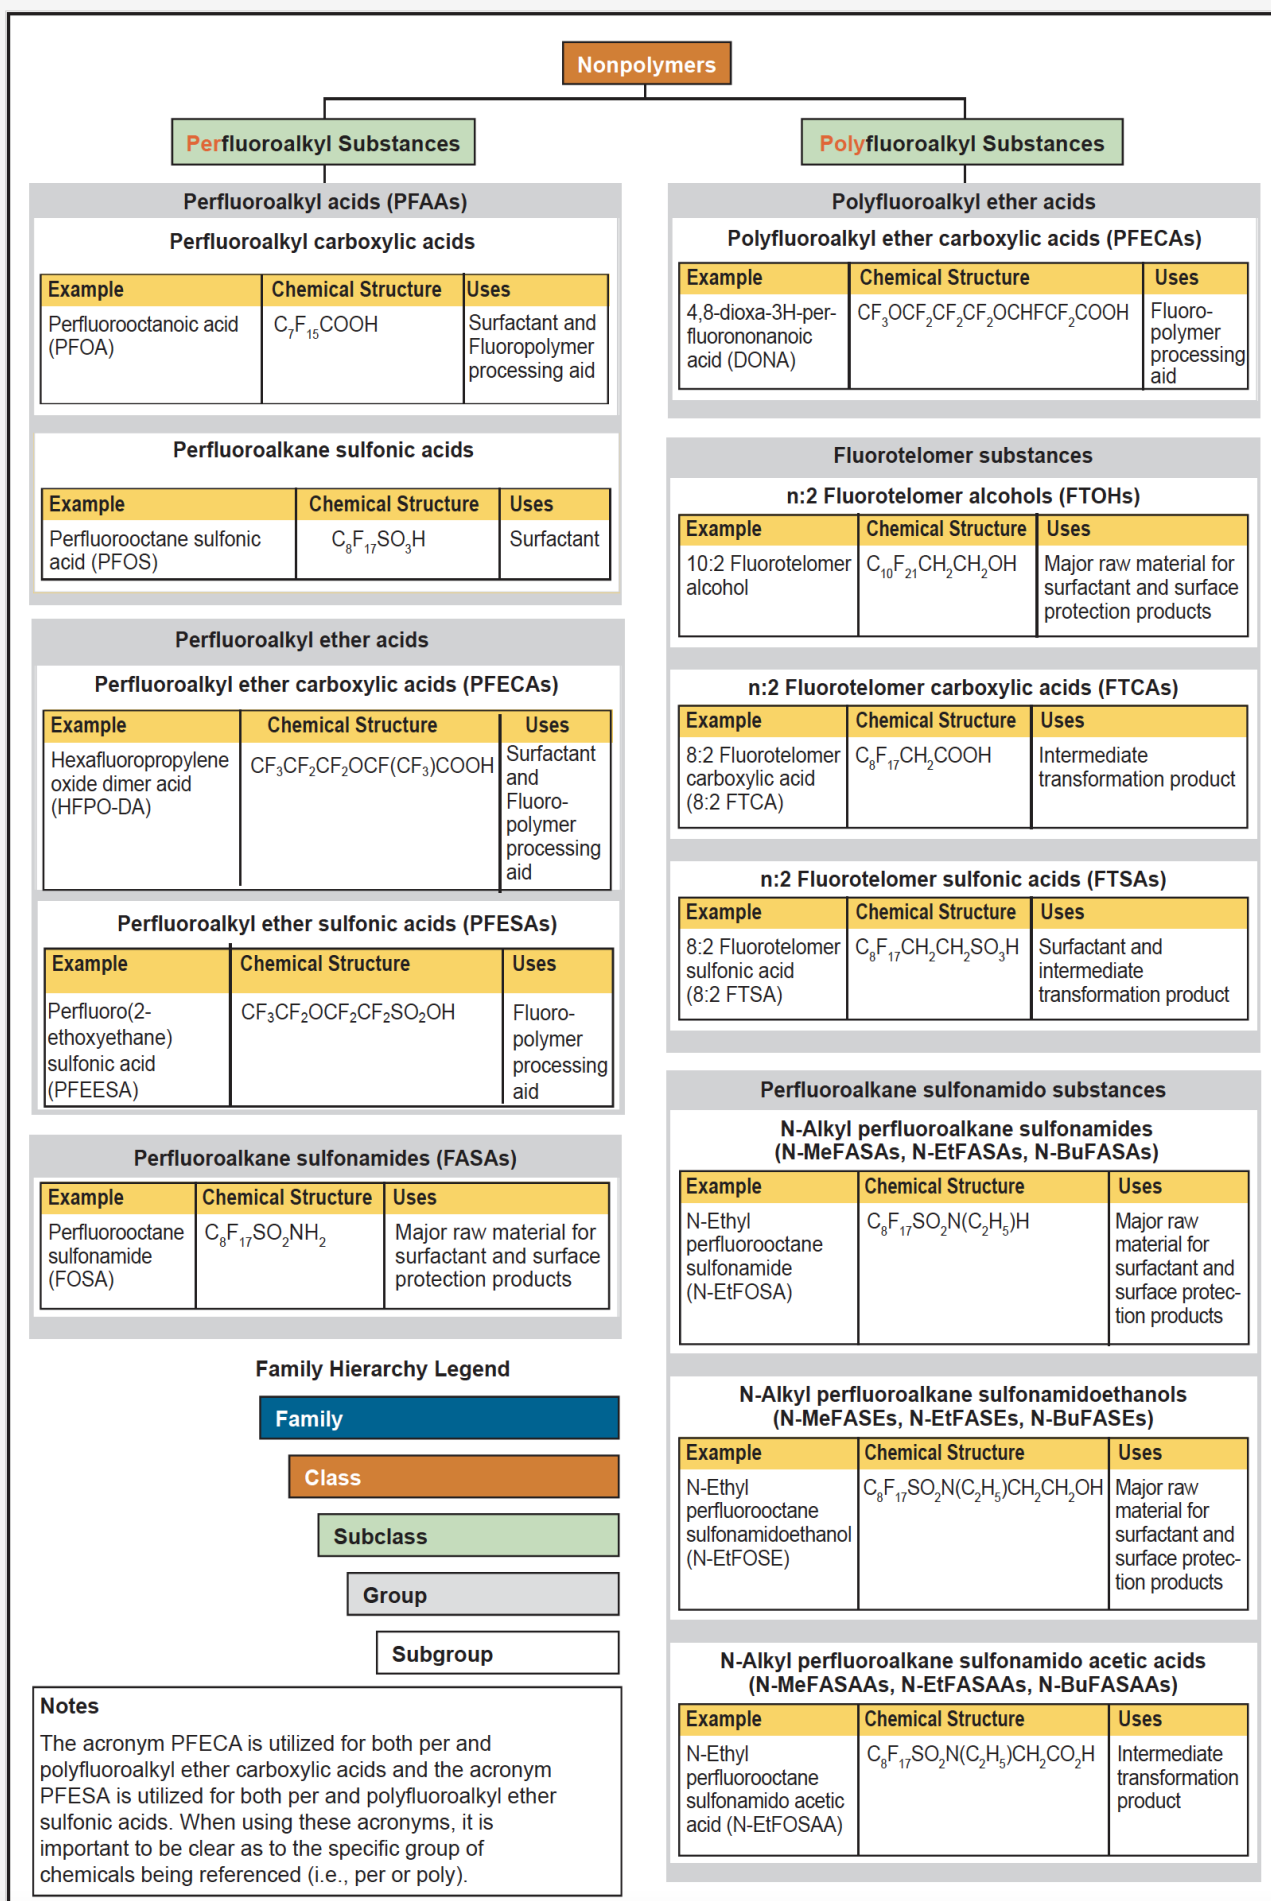 Nonpolymers
Perfluoroalkyl Substances
Perfluoroalkyl acids (PFAAs)
Perfluoroalkyl carboxylic acids
Example Chemical Structure Uses
Perfluorooctanoic acid
(PFOA)
C7F15COOH
Surfactant and
Fluoropolymer
processing aid
Perfluoroalkane sulfonic acids
Example Chemical Structure Uses
Perfluorooctane sulfonic
acid (PFOS)
C8F17SO3H
Surfactant
Perfluoroalkyl ether acids
Perfluoroalkyl ether carboxylic acids (PFECAs)
Example Chemical Structure Uses
Hexafluoropropylene
oxide dimer acid
(HFPO-DA)
CF3CF2CF2OCF(CF3)COOH
Surfactant
and
Fluoro-
polymer
processing
aid
Perfluoroalkyl ether sulfonic acids (PFESAs)
Example Chemical Structure Uses
Perfluoro(2-
ethoxyethane)
sulfonic acid
(PFEESA)
CF3CF2OCF2CF2SO2OH
Fluoro-
polymer
processing
aid
Perfluoroalkane sulfonamides (FASAs)
Example Chemical Structure Uses
Perfluorooctane
sulfonamide
(FOSA)
C8F17SO2NH2
Major raw material for
surfactant and surface
protection products
Family Hierarchy Legend
Family
Class
Subclass
Group
Subgroup
Notes
The acronym PFECA is utilized for both per and
polyfluoroalkyl ether carboxylic acids and the acronym
PFESA is utilized for both per and polyfluoroalkyl ether
sulfonic acids. When using these acronyms, it is
important to be clear as to the specific group of
chemicals being referenced (i.e., per or poly).
Polyfluoroalkyl Substances
Polyfluoroalkyl ether acids
Polyfluoroalkyl ether carboxylic acids (PFECAs)
Example Chemical Structure Uses
4,8-dioxa-3H-per-
fluorononanoic
acid (DONA)
CF3OCF2CF2CF2OCHFCF2COOH
Fluoro-
polymer
processing
aid
Fluorotelomer substances
n:2 Fluorotelomer alcohols (FTOHs)
Example Chemical Structure Uses
10:2 Fluorotelomer
alcohol
C10F21CH2CH2OH
Major raw material for
surfactant and surface
protection products
n:2 Fluorotelomer carboxylic acids (FTCAs)
Example Chemical Structure Uses
8:2 Fluorotelomer
carboxylic acid
(8:2 FTCA)
C8F17CH2COOH
Intermediate
transformation product
n:2 Fluorotelomer sulfonic acids (FTSAs)
Example Chemical Structure Uses
8:2 Fluorotelomer
sulfonic acid
(8:2 FTSA)
C8F17CH2CH2SO3H
Surfactant and
intermediate
transformation product
Perfluoroalkane sulfonamido substances
N-Alkyl perfluoroalkane sulfonamides
(N-MeFASAs, N-EtFASAs, N-BuFASAs)
Example Chemical Structure Uses
N-Ethyl
perfluorooctane
sulfonamide
(N-EtFOSA)
C8F17SO2N(C2H5)H
Major raw
material for
surfactant and
surface protec-
tion products
N-Alkyl perfluoroalkane sulfonamidoethanols
(N-MeFASEs, N-EtFASEs, N-BuFASEs)
Example Chemical Structure Uses
N-Ethyl
perfluorooctane
sulfonamidoethanol
(N-EtFOSE)
C8F17SO2N(C2H5)CH2CH2OH
Major raw
material for
surfactant and
surface protec-
tion products
N-Alkyl perfluoroalkane sulfonamido acetic acids
(N-MeFASAAs, N-EtFASAAs, N-BuFASAAs)
Example Chemical Structure Uses
N-Ethyl
perfluorooctane
sulfonamido acetic
acid (N-EtFOSAA)
C8F17SO2N(C2H5)CH2CO2H
Intermediate
transformation
product